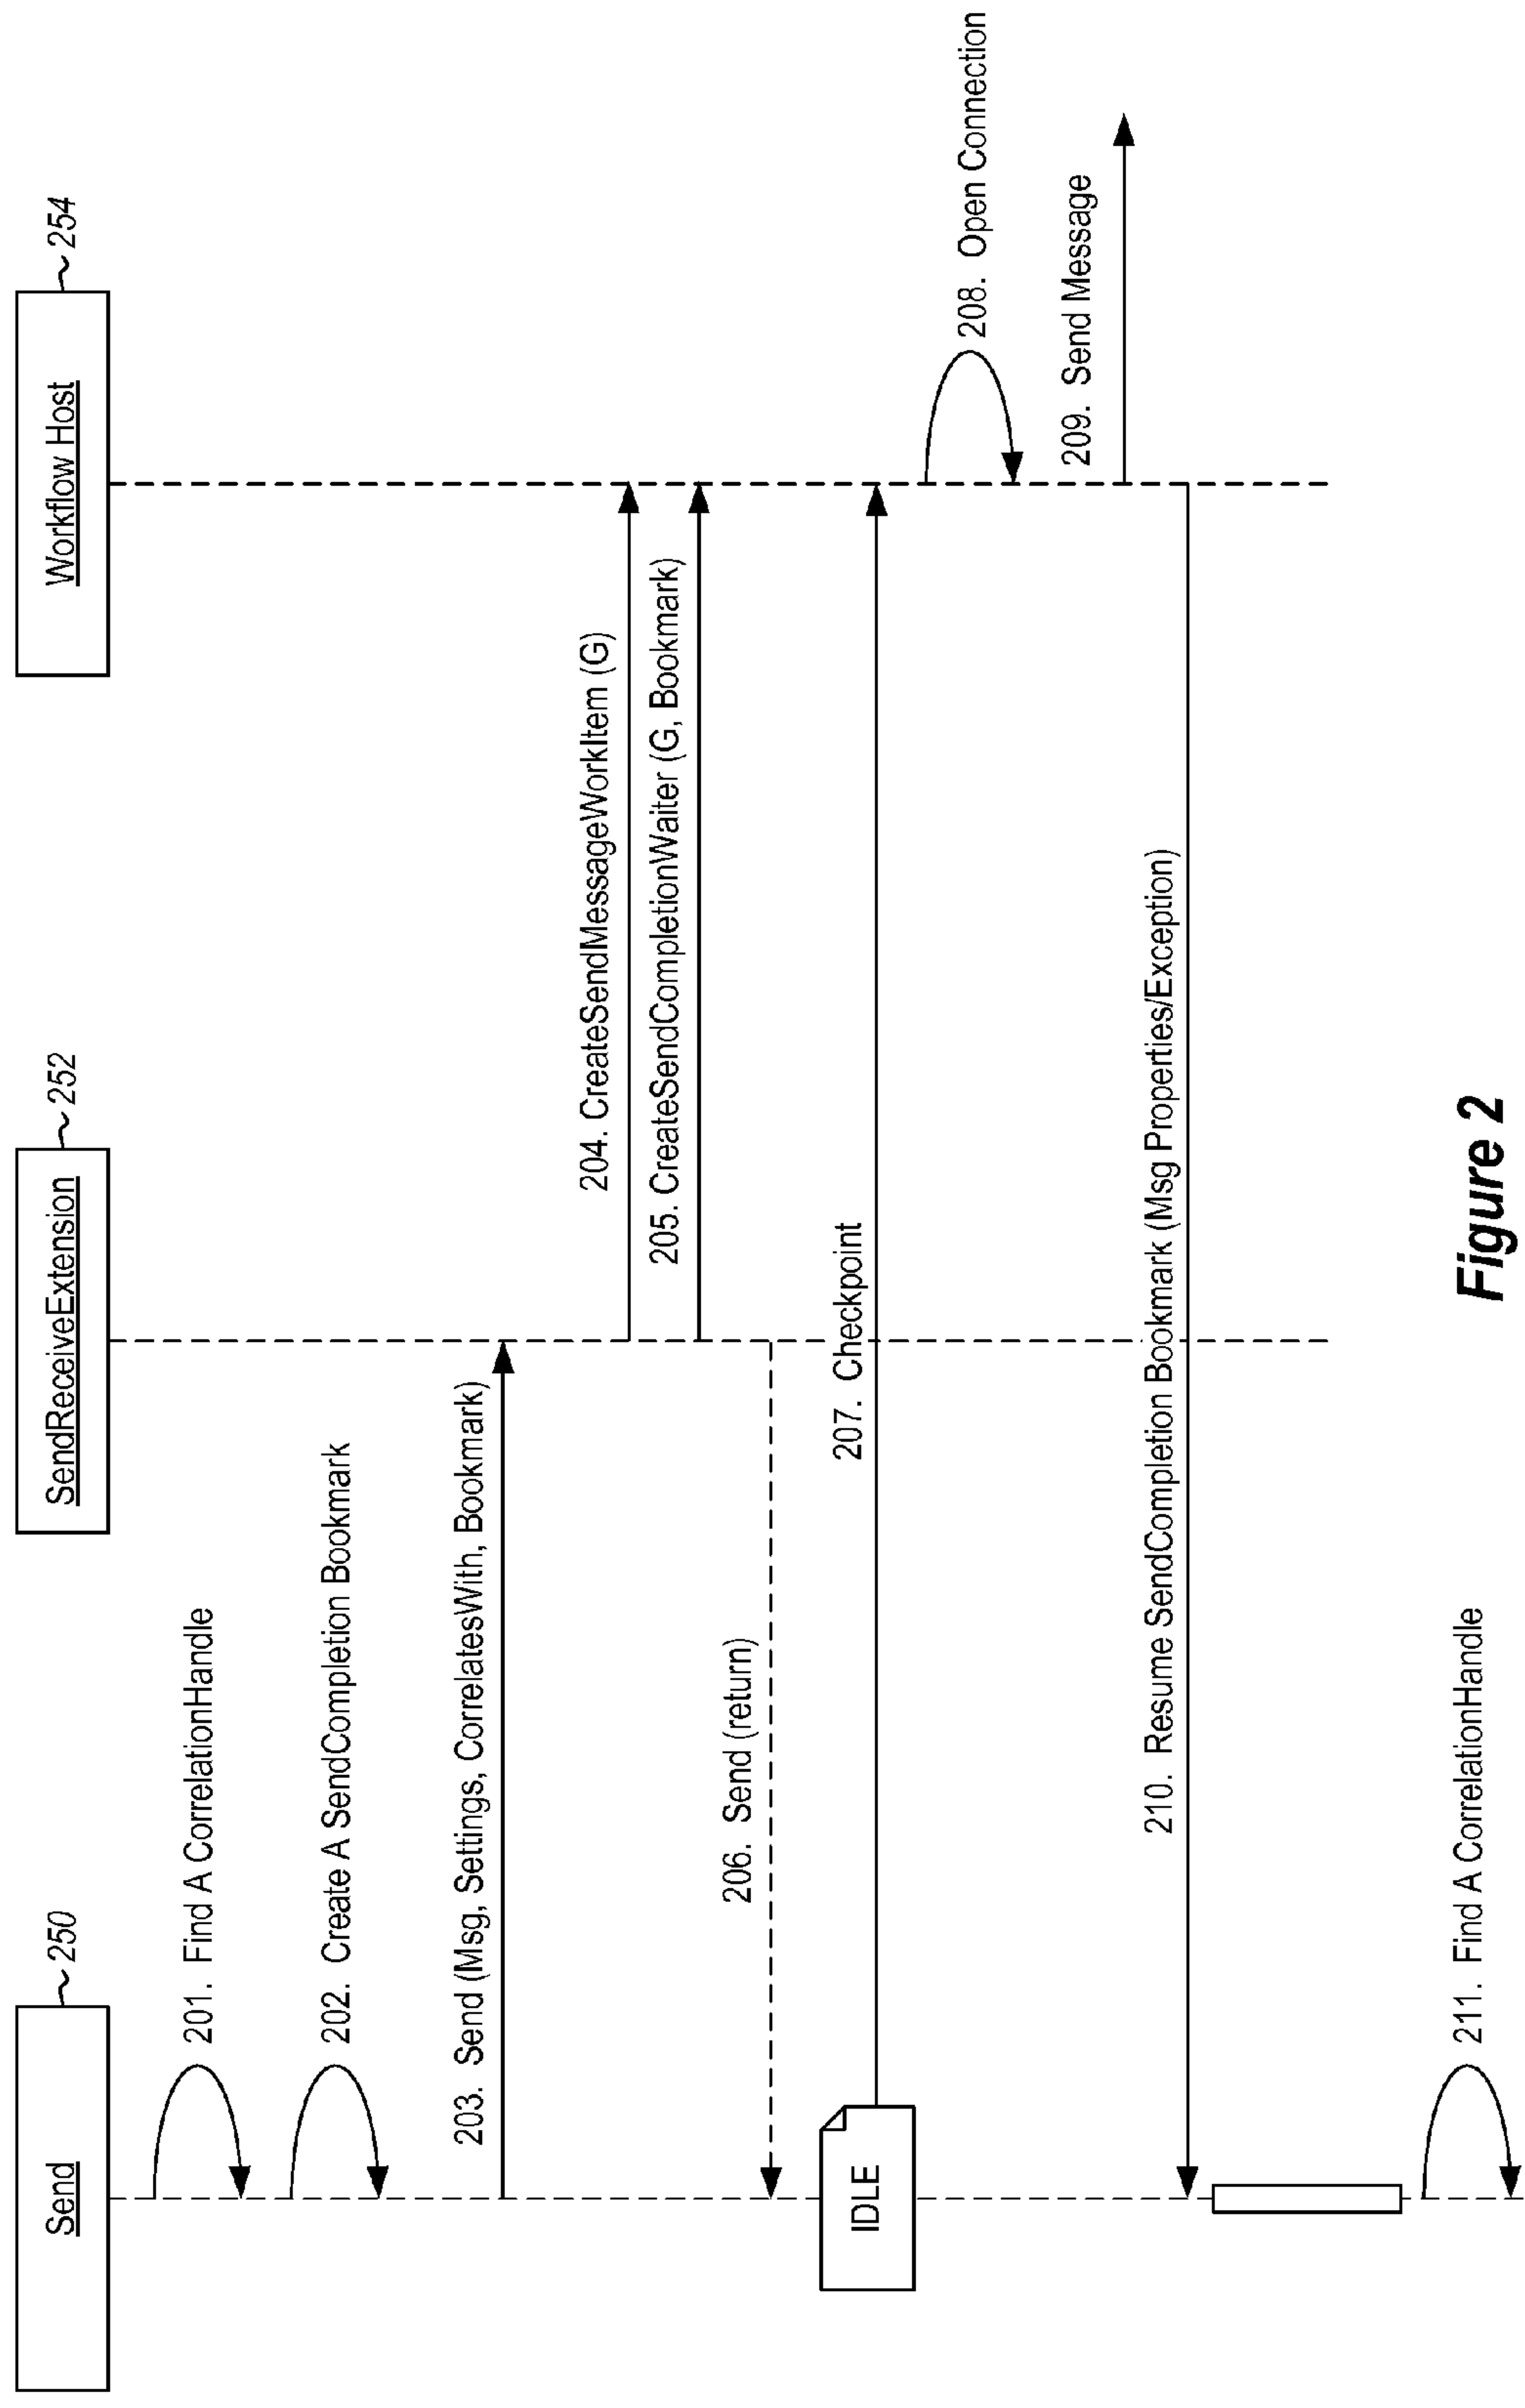 Send
250
SendReceiveExtension
252
Workflow Host
254
201. Find A CorrelationHandle
202. Create A SendCompletion Bookmark
203. Send (Msg, Settings, CorrelatesWith, Bookmark)
204. CreateSendMessageWorkItem (G)
205. CreateSendCompletionWaiter (G, Bookmark)
206. Send (return)
IDLE
207. Checkpoint
208. Open Connection
209. Send Message
210. Resume SendCompletion Bookmark (Msg Properties/Exception)
211. Find A CorrelationHandle
Figure 2